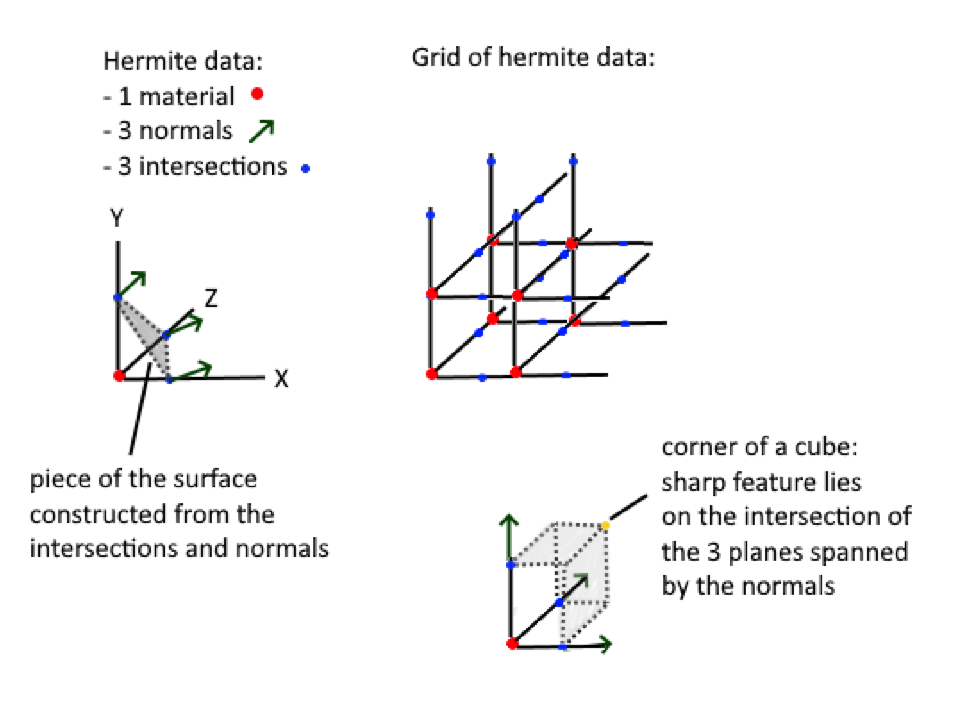 Hermite data:
- 1 material
- 3 normals
- 3 intersections
Grid of hermite data:
Y
Z
X
piece of the surface
constructed from the
intersections and normals
corner of a cube:
sharp feature lies
on the intersection of
the 3 planes spanned
by the normals